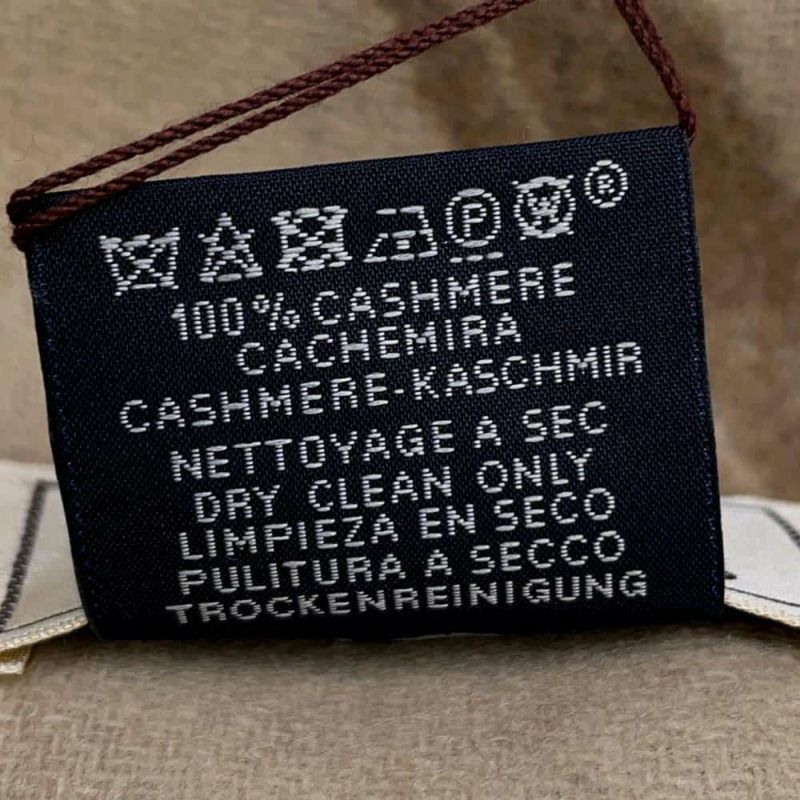 P W ®
100% CASHMERE
CACHEMIRA
CASHMERE-KASCHMIR
NETTOYAGE A SEC
DRY CLEAN ONLY
LIMPIEZA EN SECO
PULITURA A SECCO
TROCKENREINIGUNG